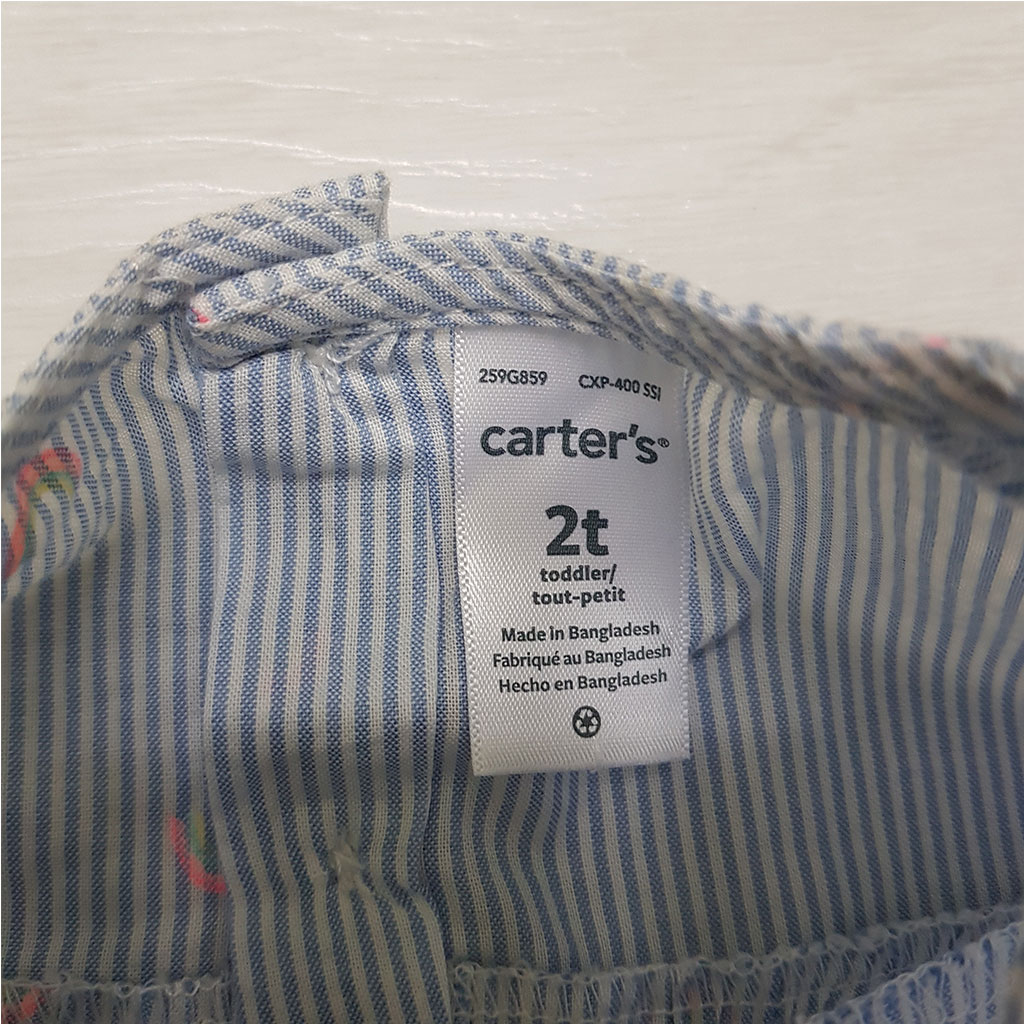 259G859 CXP-400 SSI
carter's®
2t
toddler/
tout-petit
Made in Bangladesh
Fabriqué au Bangladesh
Hecho en Bangladesh